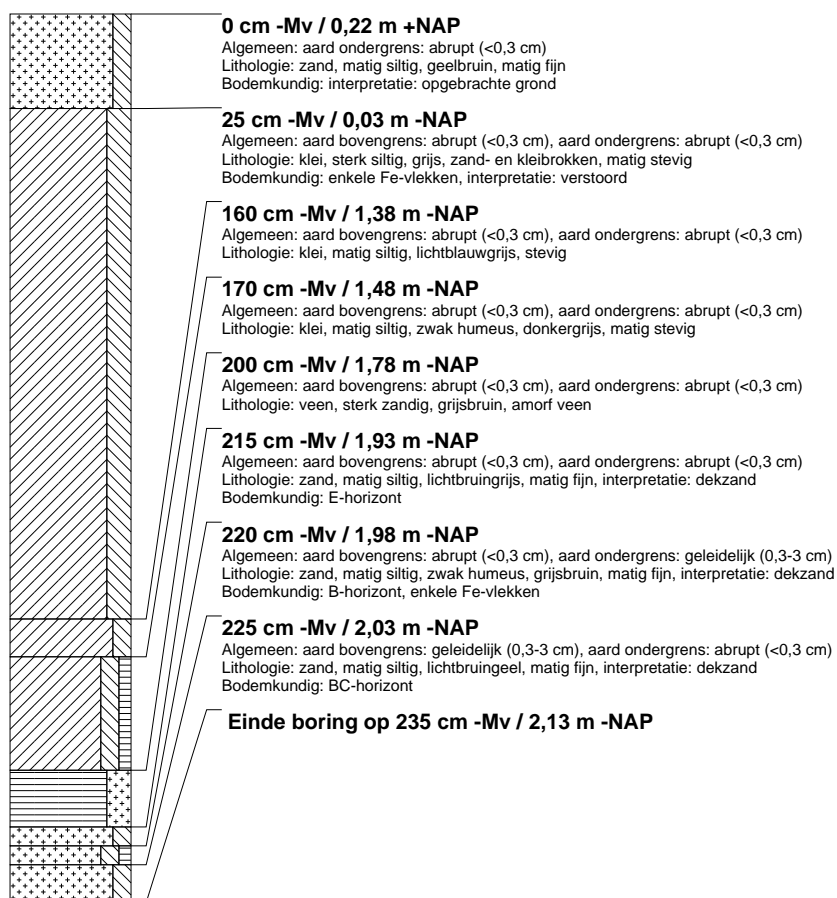 0 cm -Mv / 0,22 m +NAP
Algemeen: aard ondergrens: abrupt (<0,3 cm)
Lithologie: zand, matig siltig, geelbruin, matig fijn
Bodemkundig: interpretatie: opgebrachte grond
25 cm -Mv / 0,03 m -NAP
Algemeen: aard bovengrens: abrupt (<0,3 cm), aard ondergrens: abrupt (<0,3 cm)
Lithologie: klei, sterk siltig, grijs, zand- en kleibrokken, matig stevig
Bodemkundig: enkele Fe-vlekken, interpretatie: verstoord
160 cm -Mv / 1,38 m -NAP
Algemeen: aard bovengrens: abrupt (<0,3 cm), aard ondergrens: abrupt (<0,3 cm)
Lithologie: klei, matig siltig, lichtblauwgrijs, stevig
170 cm -Mv / 1,48 m -NAP
Algemeen: aard bovengrens: abrupt (<0,3 cm), aard ondergrens: abrupt (<0,3 cm)
Lithologie: klei, matig siltig, zwak humeus, donkergrijs, matig stevig
200 cm -Mv / 1,78 m -NAP
Algemeen: aard bovengrens: abrupt (<0,3 cm), aard ondergrens: abrupt (<0,3 cm)
Lithologie: veen, sterk zandig, grijsbruin, amorf veen
215 cm -Mv / 1,93 m -NAP
Algemeen: aard bovengrens: abrupt (<0,3 cm), aard ondergrens: abrupt (<0,3 cm)
Lithologie: zand, matig siltig, lichtbruingrijs, matig fijn, interpretatie: dekzand
Bodemkundig: E-horizont
220 cm -Mv / 1,98 m -NAP
Algemeen: aard bovengrens: abrupt (<0,3 cm), aard ondergrens: geleidelijk (0,3-3 cm)
Lithologie: zand, matig siltig, zwak humeus, grijsbruin, matig fijn, interpretatie: dekzand
Bodemkundig: B-horizont, enkele Fe-vlekken
225 cm -Mv / 2,03 m -NAP
Algemeen: aard bovengrens: geleidelijk (0,3-3 cm), aard ondergrens: abrupt (<0,3 cm)
Lithologie: zand, matig siltig, lichtbruingeel, matig fijn, interpretatie: dekzand
Bodemkundig: BC-horizont
Einde boring op 235 cm -Mv / 2,13 m -NAP